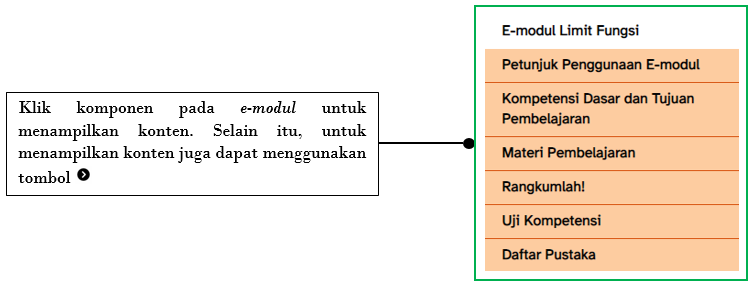 Klik komponen pada e-modul untuk
menampilkan konten. Selain itu, untuk
menampilkan konten juga dapat menggunakan
tombol
E-modul Limit Fungsi
Petunjuk Penggunaan E-modul
Kompetensi Dasar dan Tujuan
Pembelajaran
Materi Pembelajaran
Rangkumlah!
Uji Kompetensi
Daftar Pustaka